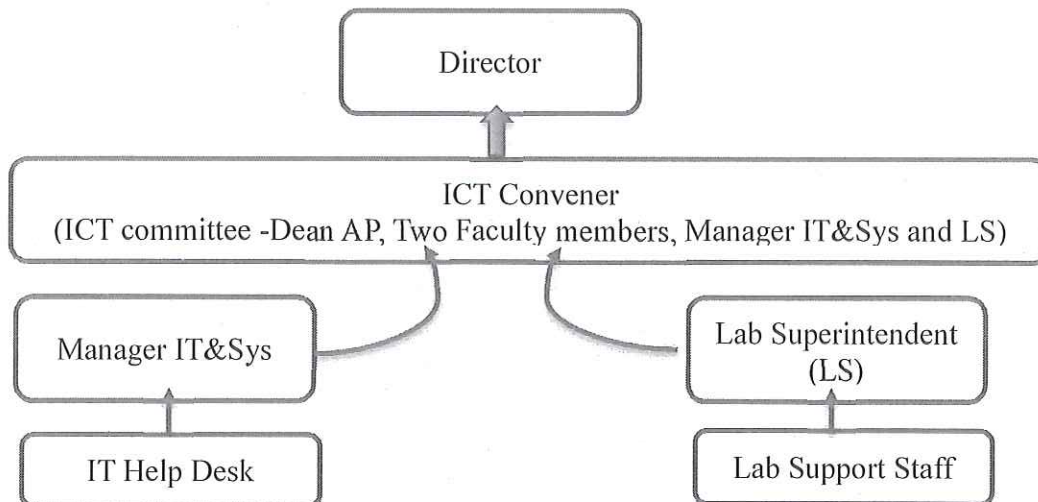 Director
ICT Convener
(ICT committee -Dean AP, Two Faculty members, Manager IT&Sys and LS)
Manager IT&Sys
Lab Superintendent
(LS)
IT Help Desk
Lab Support Staff